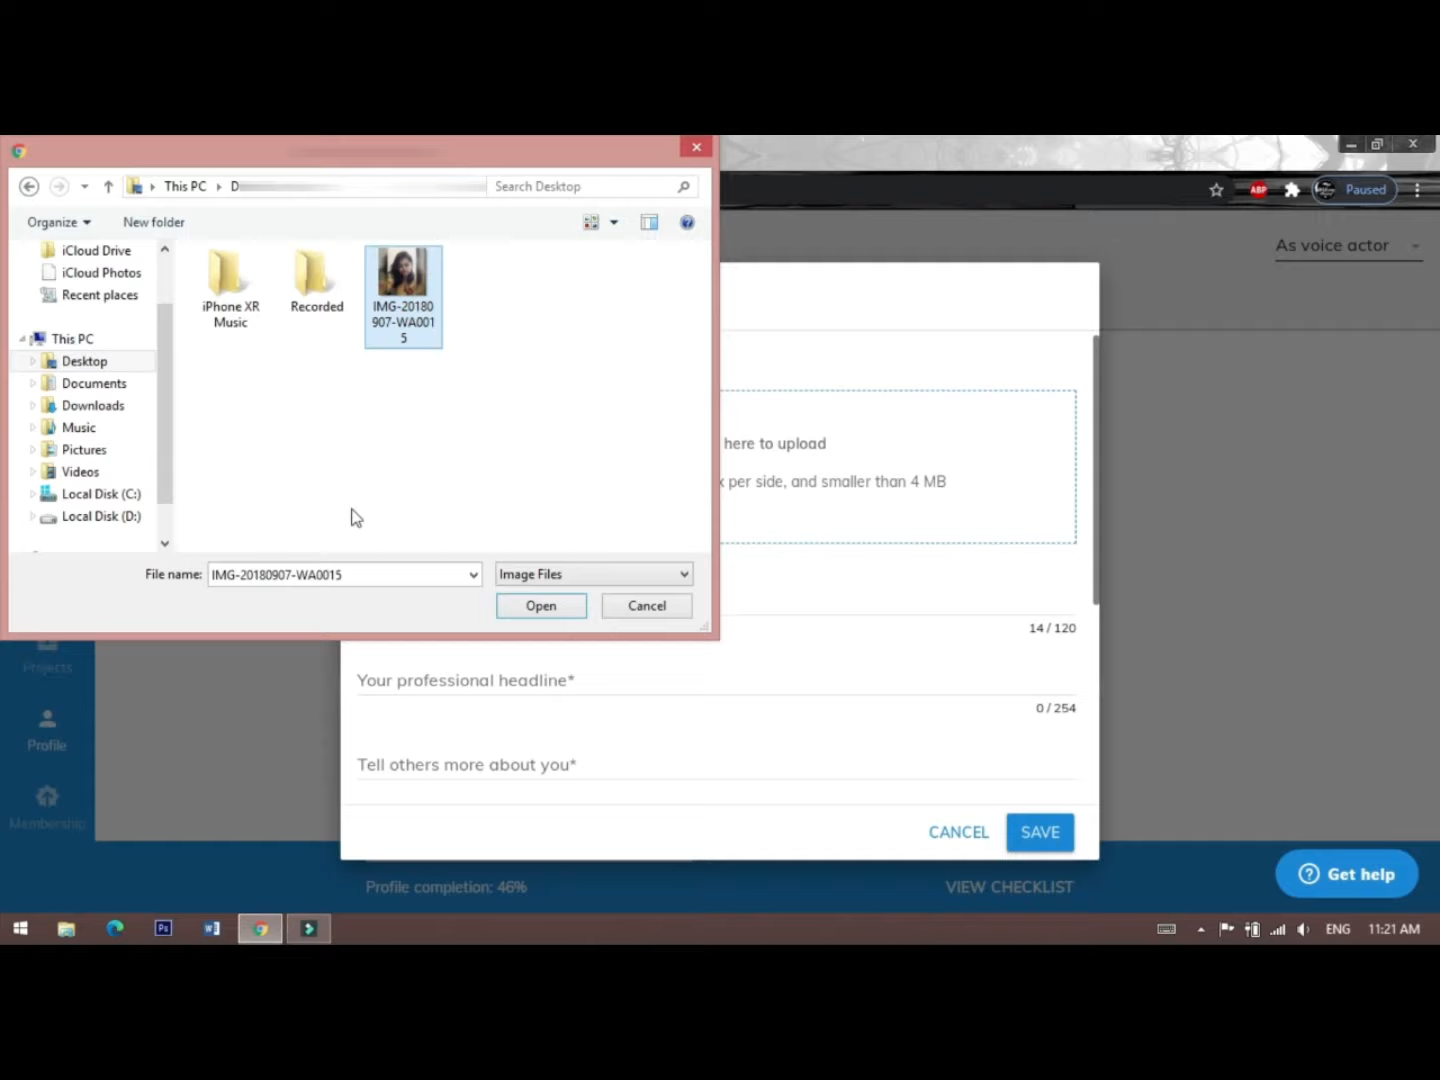 This PC
D
Search Desktop
ABP
Paused
Organize
New folder
As voice actor
iCloud Drive
iCloud Photos
Recent places
This PC
Desktop
Documents
Downloads
Music
Pictures
Videos
Local Disk (C:)
Local Disk (D:)
iPhone XR
Music
Recorded
IMG-20180
907-WA001
5
here to upload
per side, and smaller than 4 MB
File name:
IMG-20180907-WA0015
Image Files
Open
Cancel
14 / 120
Projects
Your professional headline*
0 / 254
Profile
Tell others more about you*
Membership
CANCEL
SAVE
Profile completion: 46%
VIEW CHECKLIST
Get help
Ps
ENG
11:21 AM